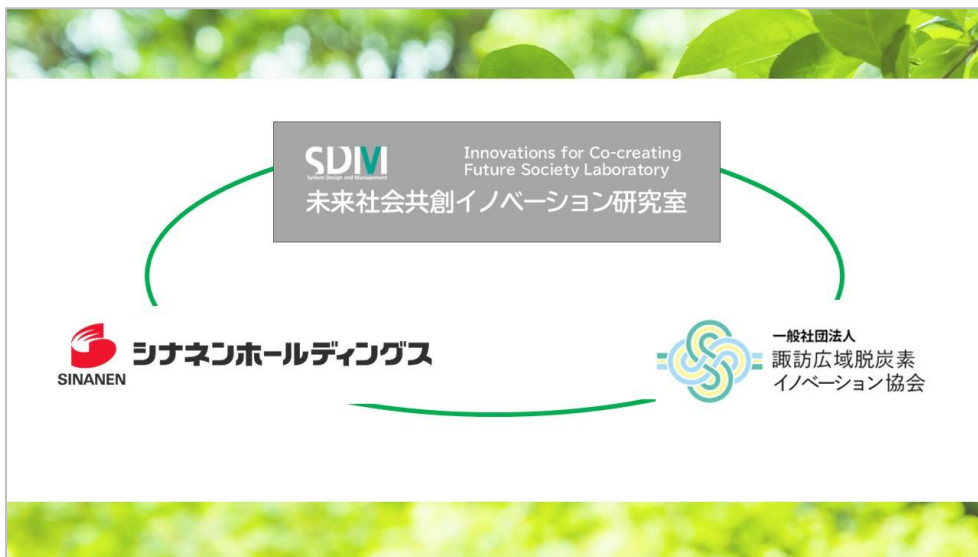 SDM
System Design and Management
Innovations for Co-creating
Future Society Laboratory
未来社会共創イノベーション研究室
SINANEN
シナネンホールディングス
一般社団法人
諏訪広域脱炭素
イノベーション協会